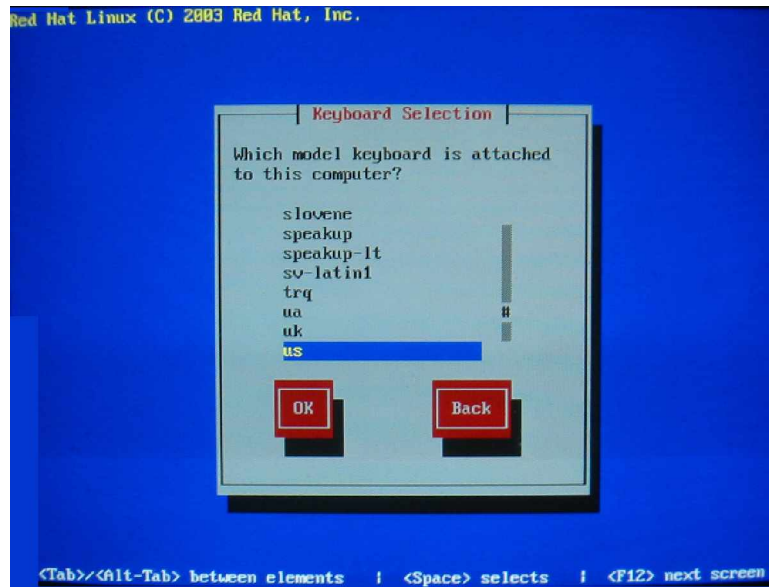 Red Hat Linux (C) 2003 Red Hat, Inc.
Keyboard Selection
Which model keyboard is attached
to this computer?
slovene
speakup
speakup-lt
sv-latin1
trq
ua #
uk
us
OK Back
<Tab>/<Alt-Tab> between elements | <Space> selects | <F12> next screen